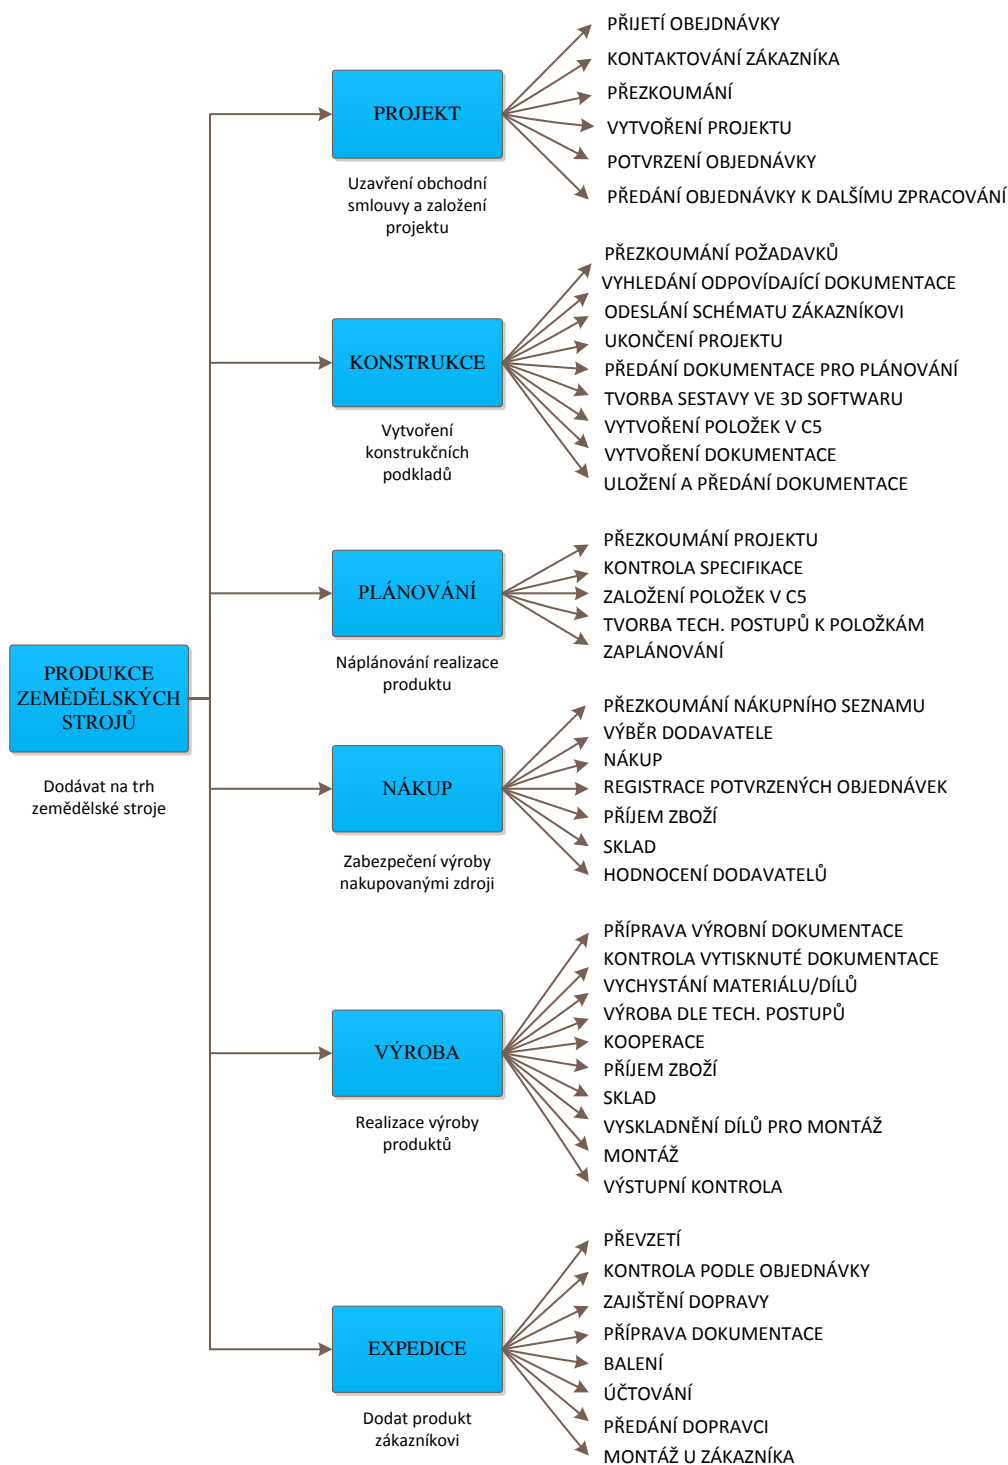 PRODUKCE
ZEMĚDĚLSKÝCH
STROJŮ
Dodávat na trh
zemědělské stroje
PROJEKT
Uzavření obchodní
smlouvy a založení
projektu
PŘIJETÍ OBEJDNÁVKY
KONTAKTOVÁNÍ ZÁKAZNÍKA
PŘEZKOUMÁNÍ
VYTVOŘENÍ PROJEKTU
POTVRZENÍ OBJEDNÁVKY
PŘEDÁNÍ OBJEDNÁVKY K DALŠÍMU ZPRACOVÁNÍ
KONSTRUKCE
Vytvoření
konstrukčních
podkladů
PŘEZKOUMÁNÍ POŽADAVKŮ
VYHLEDÁNÍ ODPOVÍDAJÍCÍ DOKUMENTACE
ODESLÁNÍ SCHÉMATU ZÁKAZNÍKOVI
UKONČENÍ PROJEKTU
PŘEDÁNÍ DOKUMENTACE PRO PLÁNOVÁNÍ
TVORBA SESTAVY VE 3D SOFTWARU
VYTVOŘENÍ POLOŽEK V C5
VYTVOŘENÍ DOKUMENTACE
ULOŽENÍ A PŘEDÁNÍ DOKUMENTACE
PLÁNOVÁNÍ
Náplánování realizace
produktu
PŘEZKOUMÁNÍ PROJEKTU
KONTROLA SPECIFIKACE
ZALOŽENÍ POLOŽEK V C5
TVORBA TECH. POSTUPŮ K POLOŽKÁM
ZAPLÁNOVÁNÍ
NÁKUP
Zabezpečení výroby
nakupovanými zdroji
PŘEZKOUMÁNÍ NÁKUPNÍHO SEZNAMU
VÝBĚR DODAVATELE
NÁKUP
REGISTRACE POTVRZENÝCH OBJEDNÁVEK
PŘÍJEM ZBOŽÍ
SKLAD
HODNOCENÍ DODAVATELŮ
VÝROBA
Realizace výroby
produktů
PŘÍPRAVA VÝROBNÍ DOKUMENTACE
KONTROLA VYTISKNUTÉ DOKUMENTACE
VYCHYSTÁNÍ MATERIÁLU/DÍLŮ
VÝROBA DLE TECH. POSTUPŮ
KOOPERACE
PŘÍJEM ZBOŽÍ
SKLAD
VYSKLADNĚNÍ DÍLŮ PRO MONTÁŽ
MONTÁŽ
VÝSTUPNÍ KONTROLA
EXPEDICE
Dodat produkt
zákazníkovi
PŘEVZETÍ
KONTROLA PODLE OBJEDNÁVKY
ZAJIŠTĚNÍ DOPRAVY
PŘÍPRAVA DOKUMENTACE
BALENÍ
ÚČTOVÁNÍ
PŘEDÁNÍ DOPRAVCI
MONTÁŽ U ZÁKAZNÍKA